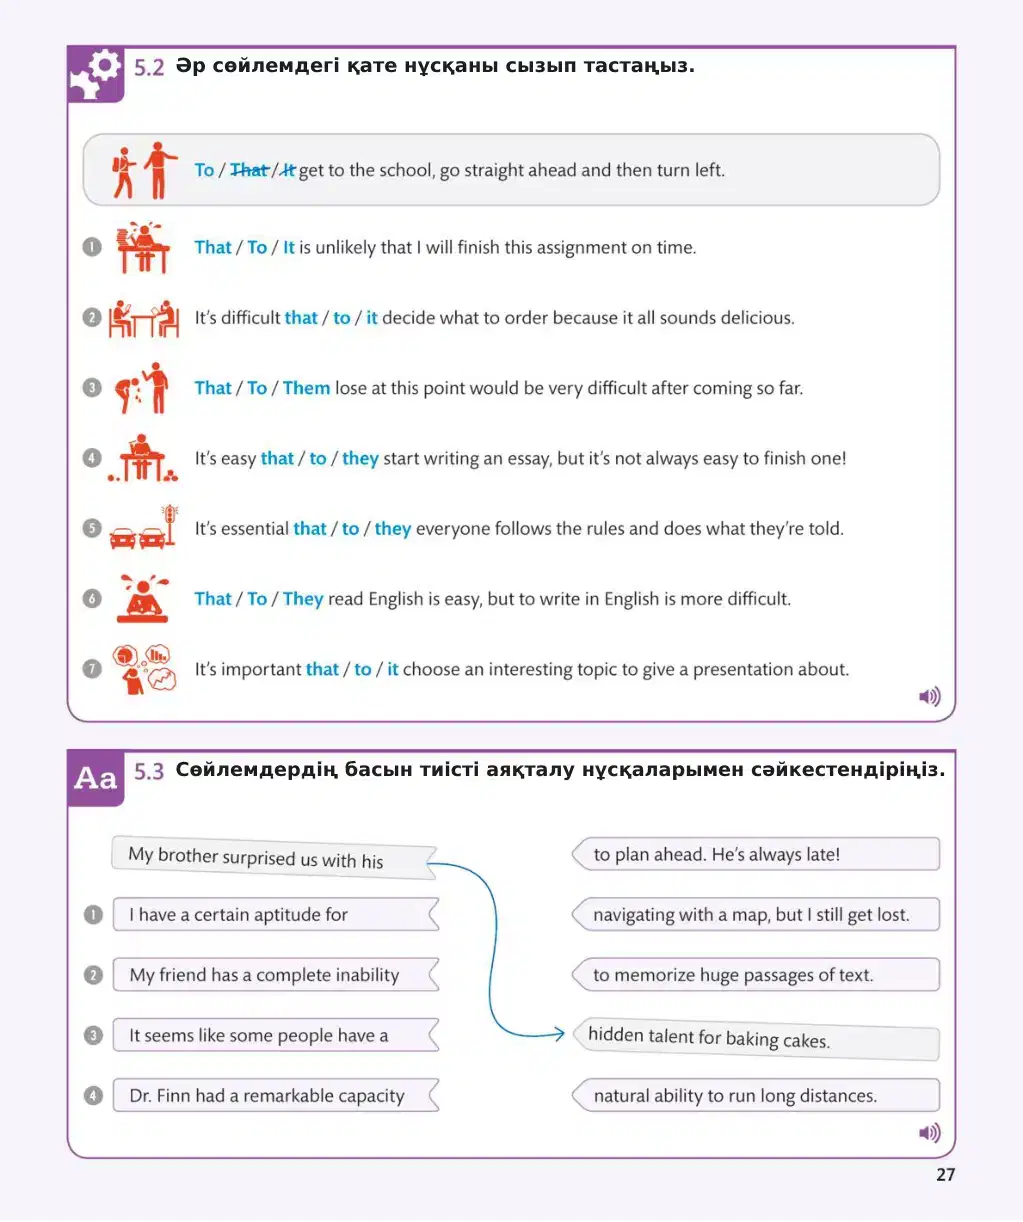 5.2 Әр сөйлемдегі қате нұсқаны сызып тастаңыз.
To / That / It get to the school, go straight ahead and then turn left.
1 That / To / It is unlikely that I will finish this assignment on time.
2 It's difficult that / to / it decide what to order because it all sounds delicious.
3 That / To / Them lose at this point would be very difficult after coming so far.
4 It's easy that / to / they start writing an essay, but it's not always easy to finish one!
5 It's essential that / to / they everyone follows the rules and does what they're told.
6 That / To / They read English is easy, but to write in English is more difficult.
7 It's important that / to / it choose an interesting topic to give a presentation about.
Aa 5.3 Сөйлемдердің басын тиісті аяқталу нұсқаларымен сәйкестендіріңіз.
My brother surprised us with his
to plan ahead. He's always late!
1 I have a certain aptitude for
navigating with a map, but I still get lost.
2 My friend has a complete inability
to memorize huge passages of text.
3 It seems like some people have a
hidden talent for baking cakes.
4 Dr. Finn had a remarkable capacity
natural ability to run long distances.
27